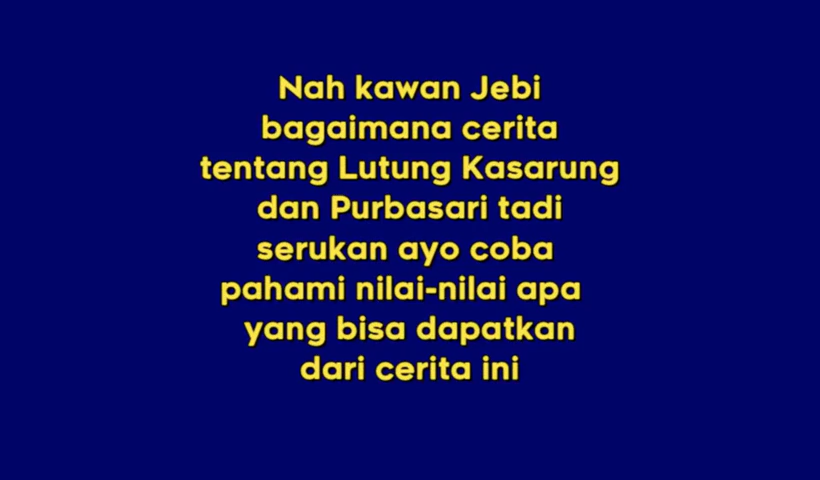 Nah kawan Jebi
bagaimana cerita
tentang Lutung Kasarung
dan Purbasari tadi
serukan ayo coba
pahami nilai-nilai apa
yang bisa dapatkan
dari cerita ini